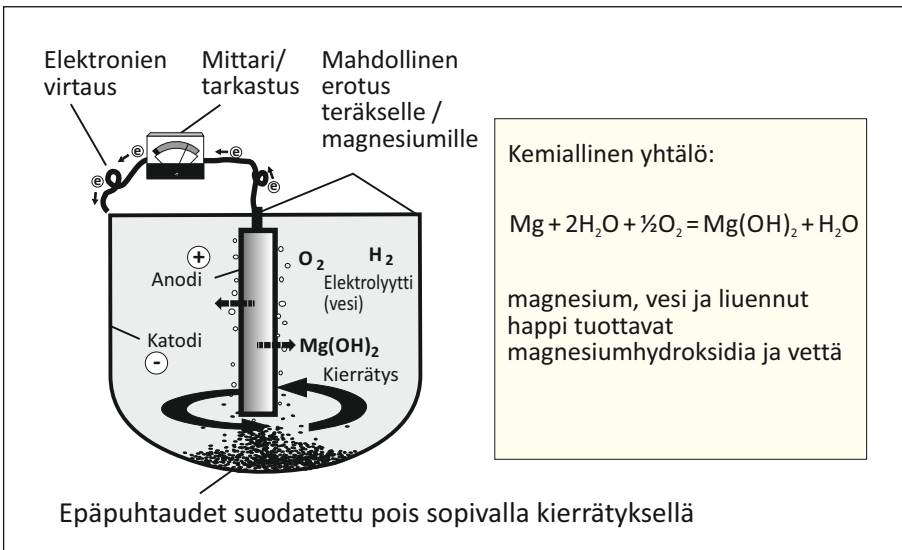 Elektronien
virtaus
Mittari/
tarkastus
Mahdollinen
erotus
teräkselle /
magnesiumille
e
e
e
e
+
Anodi
O₂
H₂
Elektrolyytti
(vesi)
Katodi
-
Mg(OH)₂
Kierrätys
Epäpuhtaudet suodatettu pois sopivalla kierrätyksellä
Kemiallinen yhtälö:
Mg + 2H₂O + ½O₂ = Mg(OH)₂ + H₂O
magnesium, vesi ja liuennut
happi tuottavat
magnesiumhydroksidia ja vettä